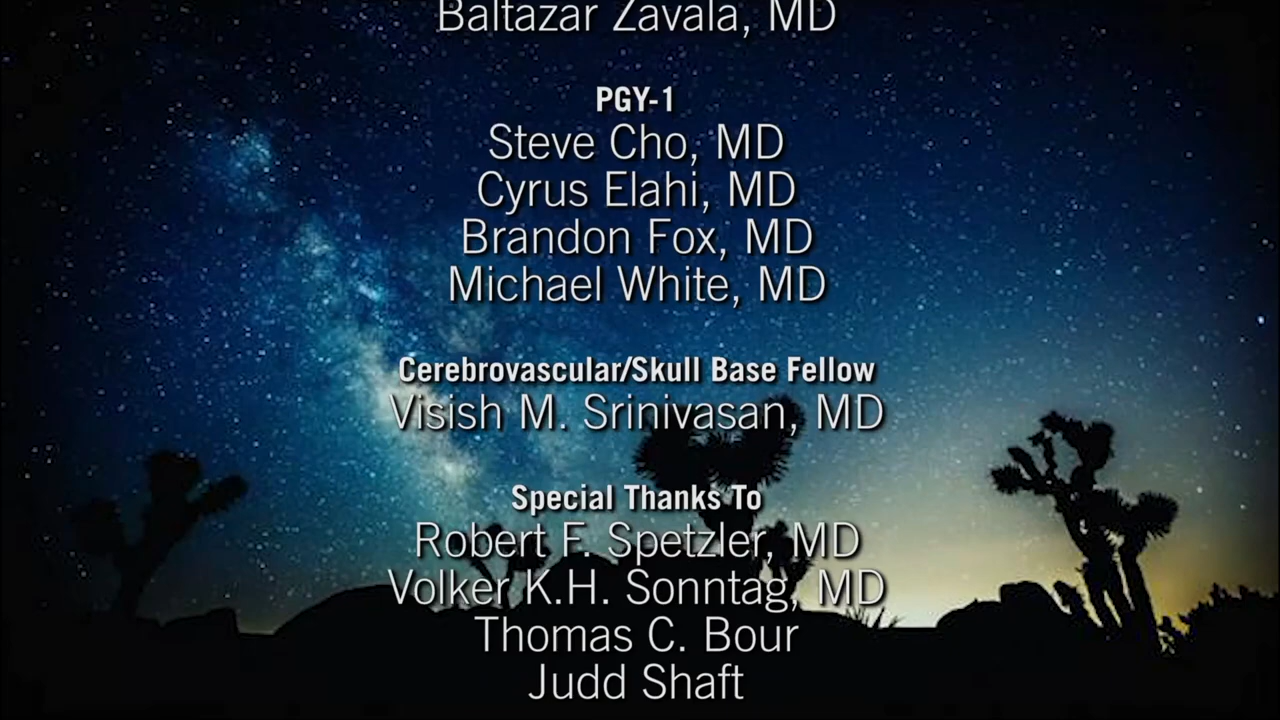 Baltazar Zavala, MD
PGY-1
Steve Cho, MD
Cyrus Elahi, MD
Brandon Fox, MD
Michael White, MD
Cerebrovascular/Skull Base Fellow
Visish M. Srinivasan, MD
Special Thanks To
Robert F. Spetzler, MD
Volker K.H. Sonntag, MD
Thomas C. Bour
Judd Shaft